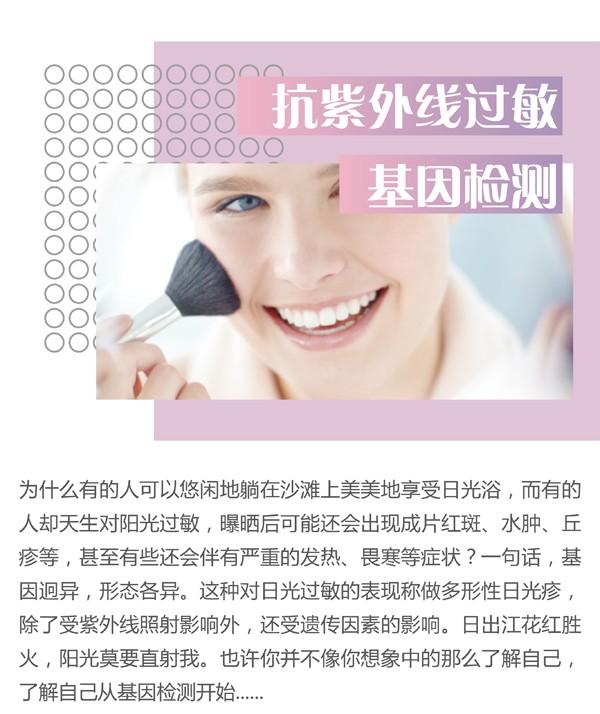 抗紫外线过敏
基因检测
为什么有的人可以悠闲地躺在沙滩上美美地享受日光浴，而有的
人却天生对阳光过敏，曝晒后可能还会出现成片红斑、水肿、丘
疹等，甚至有些还会伴有严重的发热、畏寒等症状？一句话，基
因迥异，形态各异。这种对日光过敏的表现称做多形性日光疹，
除了受紫外线照射影响外，还受遗传因素的影响。日出江花红胜
火，阳光莫要直射我。也许你并不像你想象中的那么了解自己，
了解自己从基因检测开始......